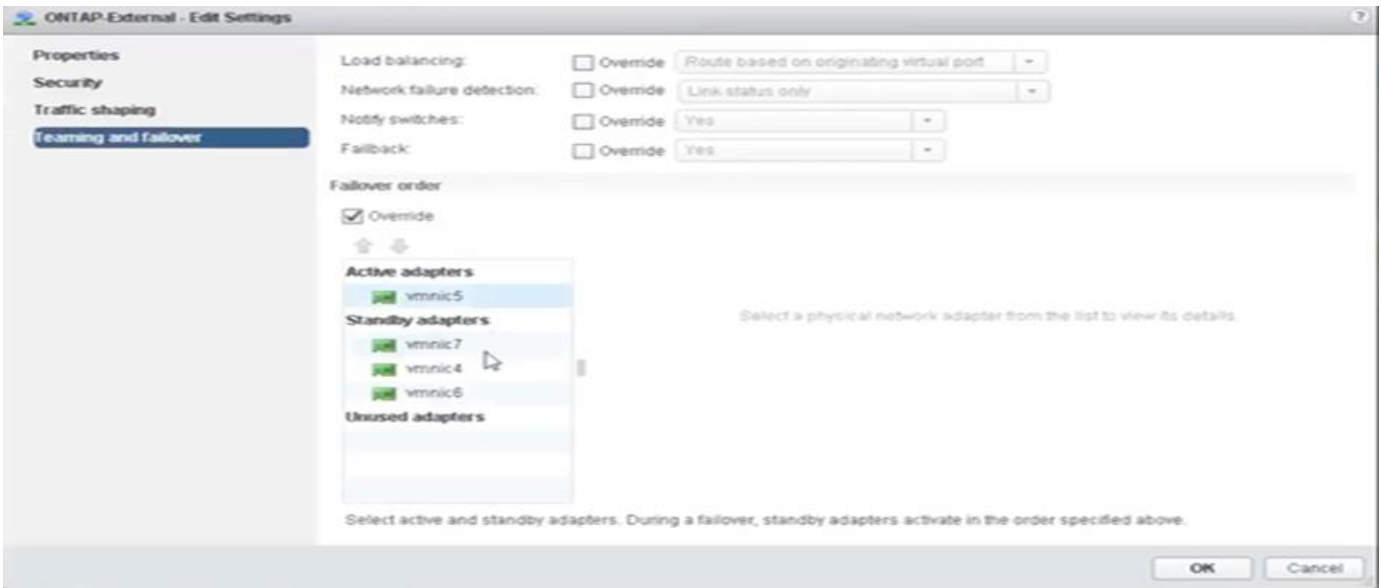 ONTAP-External - Edit Settings
?
Properties
Security
Traffic shaping
Teaming and failover
Load balancing: Override Route based on originating virtual port
Network failure detection: Override Link status only
Notify switches: Override Yes
Failback: Override Yes
Failover order
Override
Active adapters
vmnic5
Standby adapters
vmnic7
vmnic4
vmnic6
Unused adapters
Select a physical network adapter from the list to view its details.
Select active and standby adapters. During a failover, standby adapters activate in the order specified above.
OK Cancel